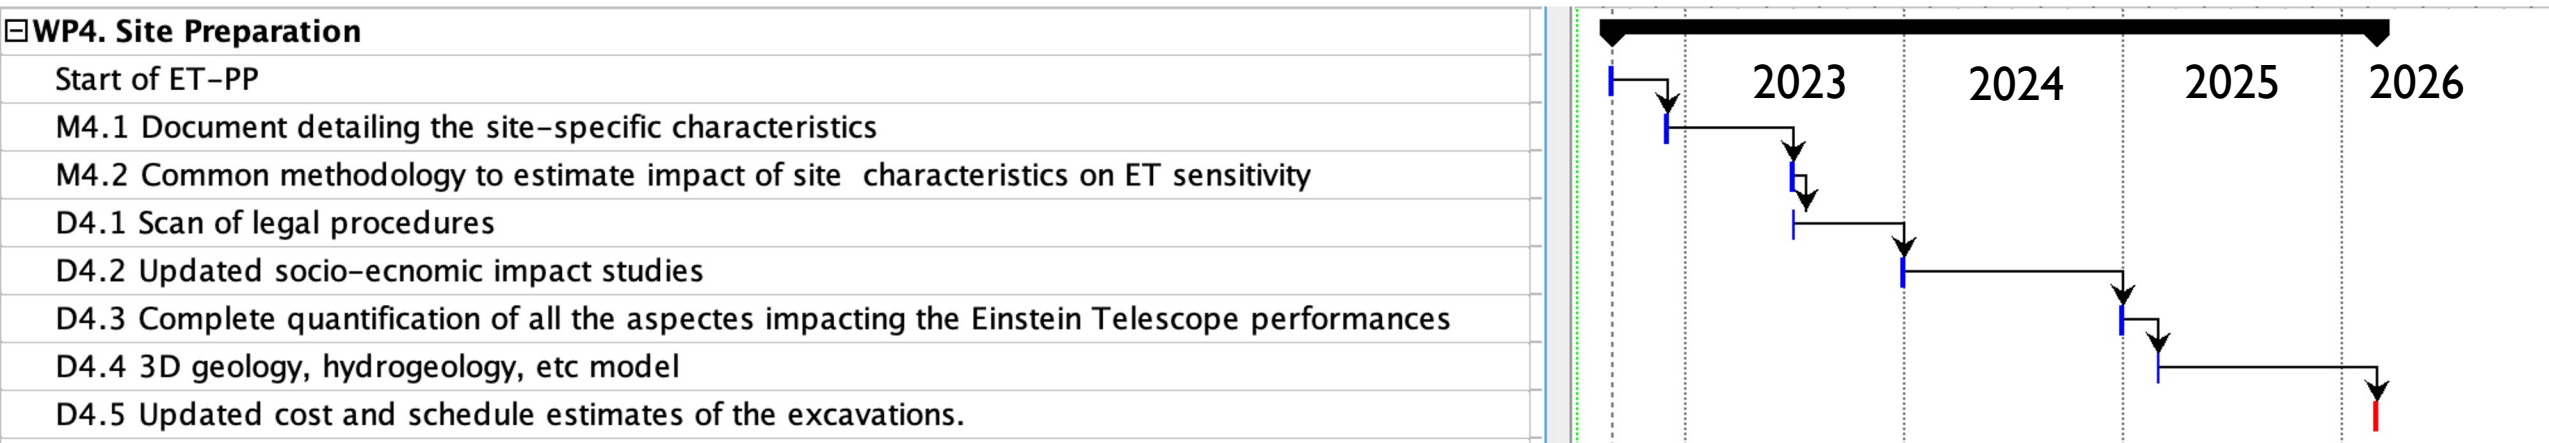 WP4. Site Preparation
Start of ET-PP
2023
2024
2025
2026
M4.1 Document detailing the site-specific characteristics
M4.2 Common methodology to estimate impact of site  characteristics on ET sensitivity
D4.1 Scan of legal procedures
D4.2 Updated socio-ecnomic impact studies
D4.3 Complete quantification of all the aspectes impacting the Einstein Telescope performances
D4.4 3D geology, hydrogeology, etc model
D4.5 Updated cost and schedule estimates of the excavations.